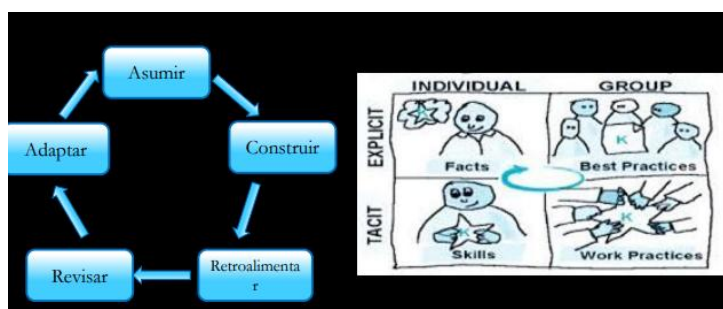 Asumir
Construir
Retroalimenta
r
Revisar
Adaptar
INDIVIDUAL GROUP
EXPLICIT
Facts
K
Best Practices
TACIT
K
Skills
K
Work Practices